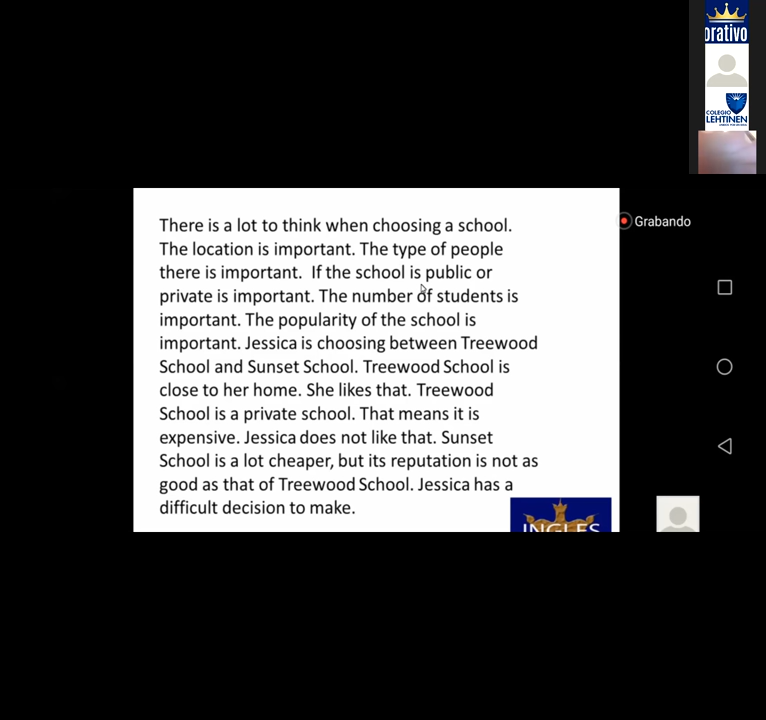 orativo
COLEGIO
LEHTINEN
There is a lot to think when choosing a school.
The location is important. The type of people
there is important.  If the school is public or
private is important. The number of students is
important. The popularity of the school is
important. Jessica is choosing between Treewood
School and Sunset School. Treewood School is
close to her home. She likes that. Treewood
School is a private school. That means it is
expensive. Jessica does not like that. Sunset
School is a lot cheaper, but its reputation is not as
good as that of Treewood School. Jessica has a
difficult decision to make.
INGLES
Grabando